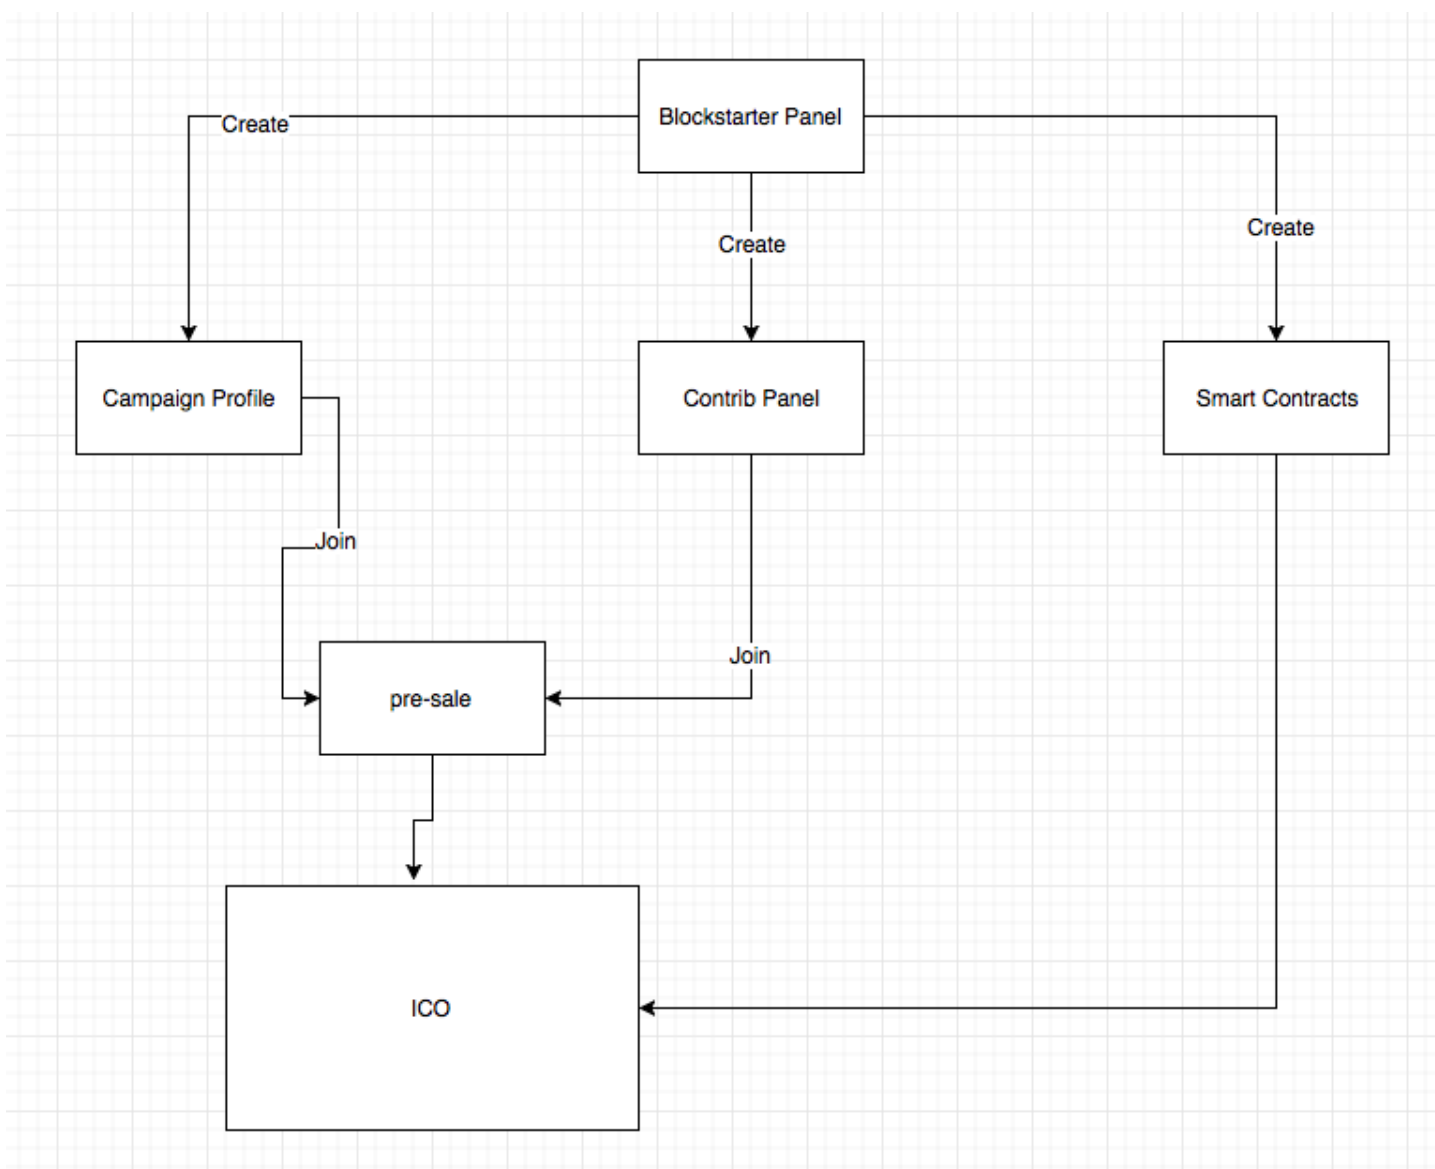 Blockstarter Panel
Create
Create
Create
Campaign Profile
Contrib Panel
Smart Contracts
Join
Join
pre-sale
ICO